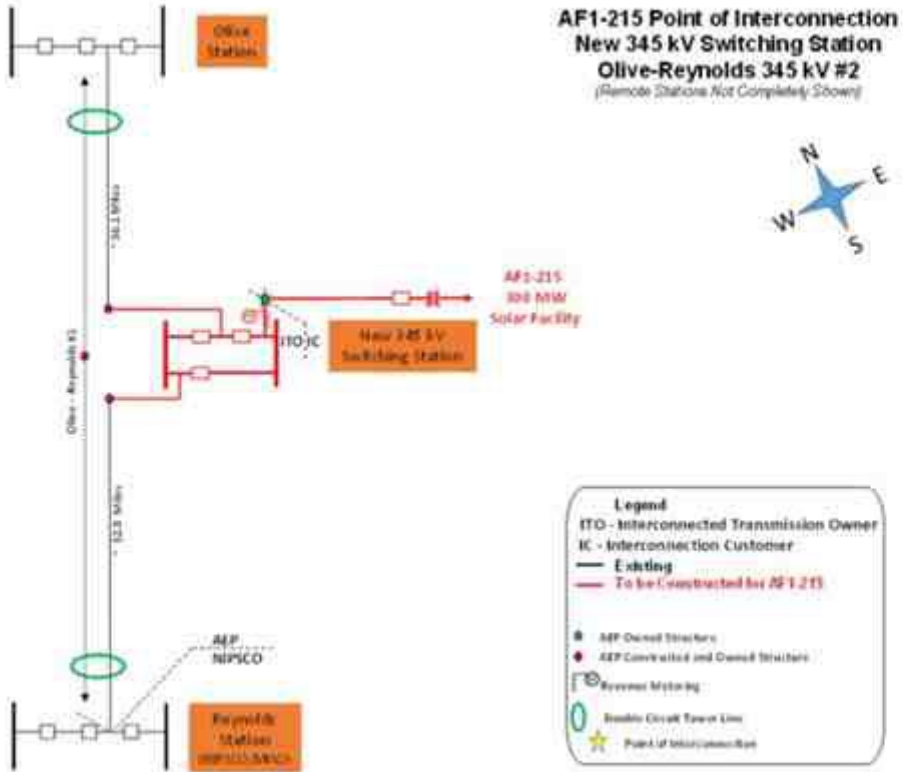 AF1-215 Point of Interconnection
New 345 kV Switching Station
Olive-Reynolds 345 kV #2
(Remote Stations Not Completely Shown)
Olive
Station
N
E
W
S
AF1-215
300 MW
Solar Facility
ITO
IC
New 345 kV
Switching Station
Miles
Olive - Reynolds
Miles
AEP
NIPSCO
Reynolds
Station
Legend
ITO - Interconnected Transmission Owner
IC - Interconnection Customer
Existing
To be Constructed for AF1-215
AEP Owned Structure
AEP Constructed and Owned Structure
Revenue Metering
Double Circuit Tower Line
Point of Interconnection